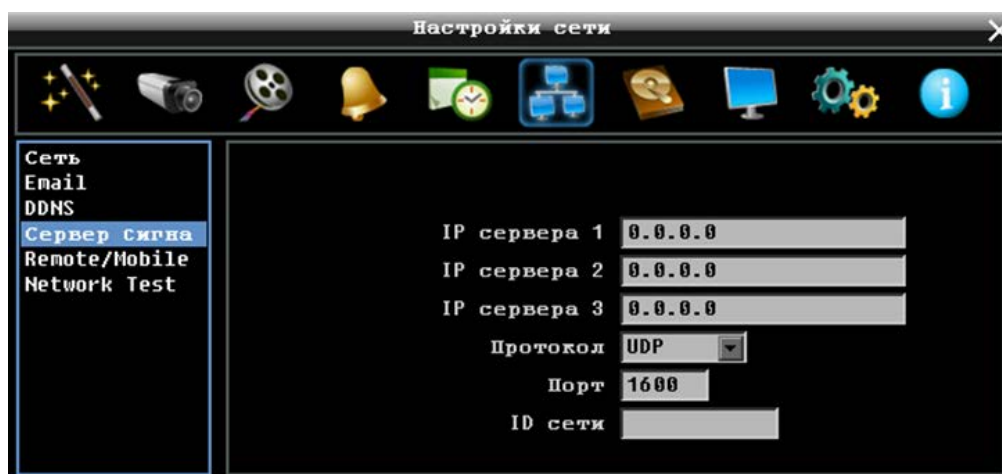 Настройки сети
Сеть
Email
DDNS
Сервер Сигна
Remote/Mobile
Network Test
IP сервера 1 0.0.0.0
IP сервера 2 0.0.0.0
IP сервера 3 0.0.0.0
Протокол UDP
Порт 1600
ID сети